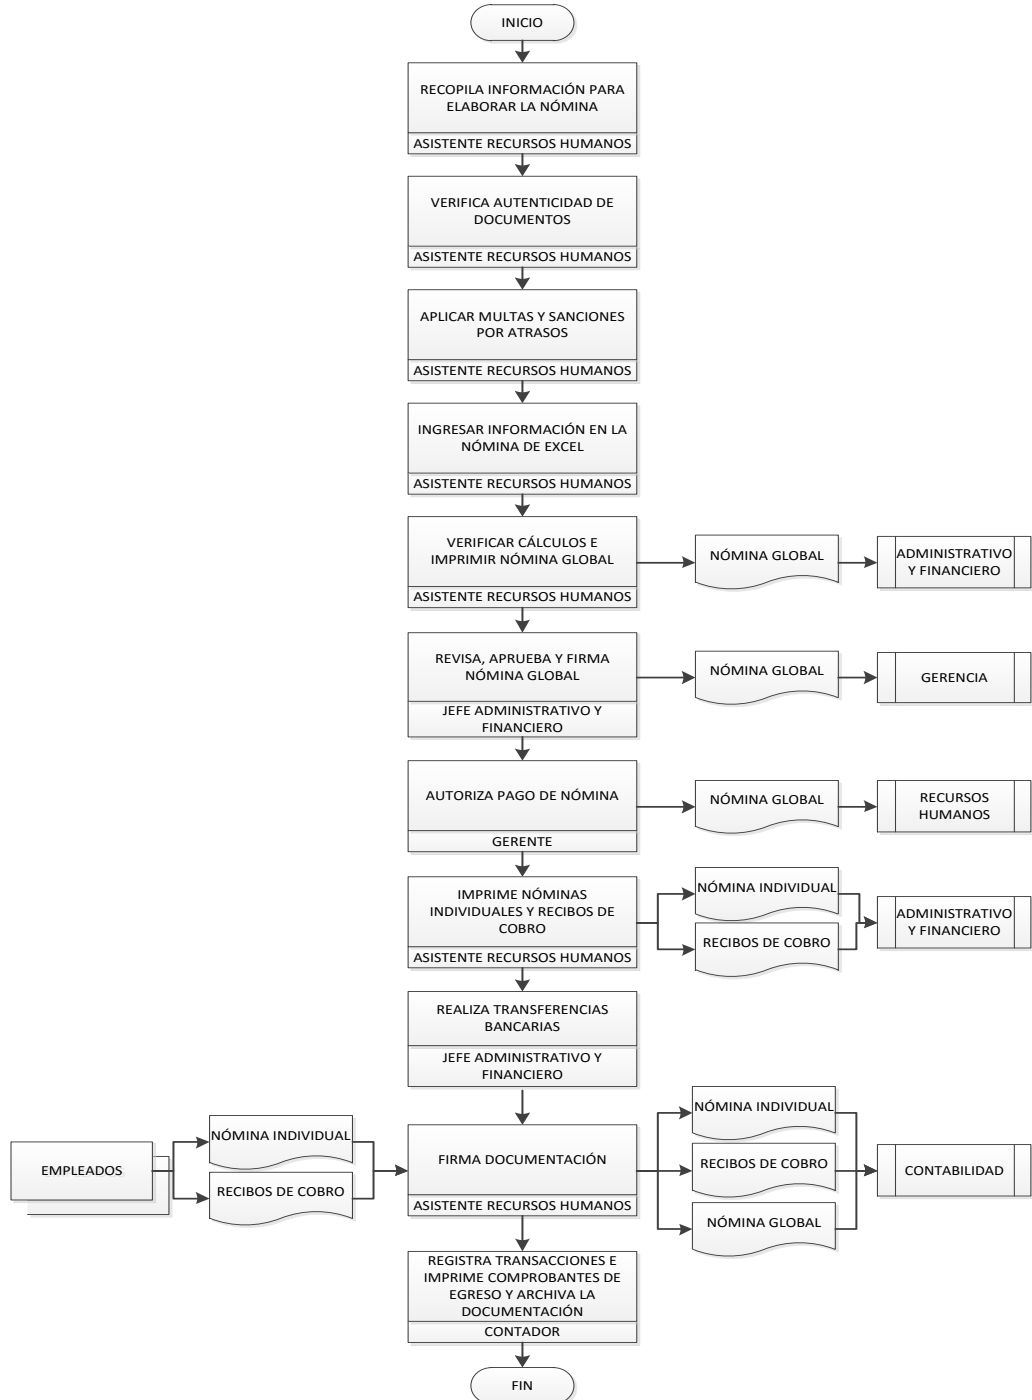 INICIO
RECOPILA INFORMACIÓN PARA
ELABORAR LA NÓMINA
ASISTENTE RECURSOS HUMANOS
VERIFICA AUTENTICIDAD DE
DOCUMENTOS
ASISTENTE RECURSOS HUMANOS
APLICAR MULTAS Y SANCIONES
POR ATRASOS
ASISTENTE RECURSOS HUMANOS
INGRESAR INFORMACIÓN EN LA
NÓMINA DE EXCEL
ASISTENTE RECURSOS HUMANOS
VERIFICAR CÁLCULOS E
IMPRIMIR NÓMINA GLOBAL
ASISTENTE RECURSOS HUMANOS
NÓMINA GLOBAL
ADMINISTRATIVO
Y FINANCIERO
REVISA, APRUEBA Y FIRMA
NÓMINA GLOBAL
JEFE ADMINISTRATIVO Y
FINANCIERO
NÓMINA GLOBAL
GERENCIA
AUTORIZA PAGO DE NÓMINA
GERENTE
NÓMINA GLOBAL
RECURSOS
HUMANOS
IMPRIME NÓMINAS
INDIVIDUALES Y RECIBOS DE
COBRO
ASISTENTE RECURSOS HUMANOS
NÓMINA INDIVIDUAL
RECIBOS DE COBRO
ADMINISTRATIVO
Y FINANCIERO
REALIZA TRANSFERENCIAS
BANCARIAS
JEFE ADMINISTRATIVO Y
FINANCIERO
EMPLEADOS
NÓMINA INDIVIDUAL
RECIBOS DE COBRO
FIRMA DOCUMENTACIÓN
ASISTENTE RECURSOS HUMANOS
NÓMINA INDIVIDUAL
RECIBOS DE COBRO
NÓMINA GLOBAL
CONTABILIDAD
REGISTRA TRANSACCIONES E
IMPRIME COMPROBANTES DE
EGRESO Y ARCHIVA LA
DOCUMENTACIÓN
CONTADOR
FIN